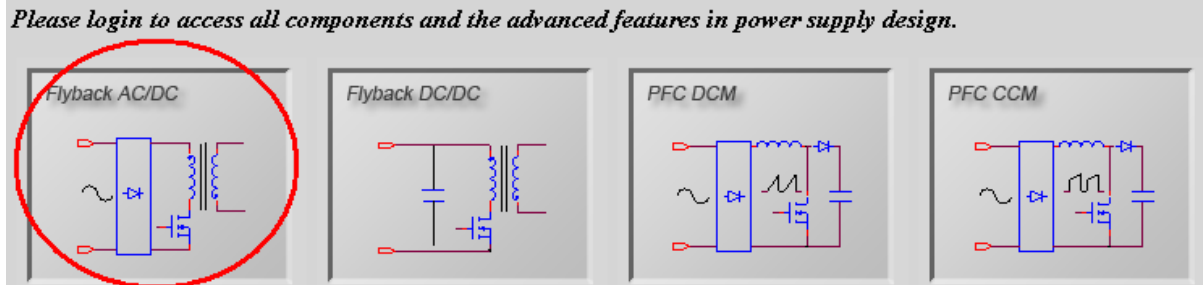 Please login to access all components and the advanced features in power supply design.
Flyback AC/DC
Flyback DC/DC
PFC DCM
PFC CCM